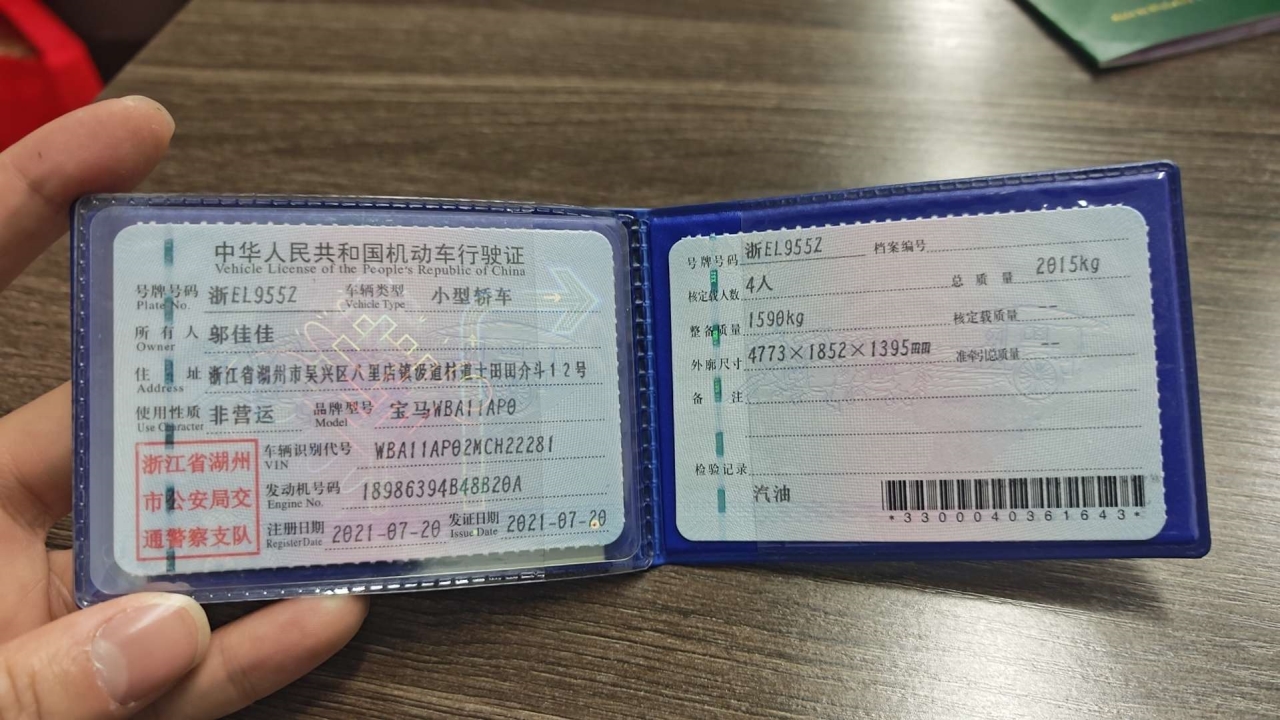 中华人民共和国机动车行驶证
Vehicle License of the People's Republic of China
号牌号码 浙EL955Z 车辆类型 小型轿车
Plate No. Vehicle Type
所有人 邬佳佳
Owner
住址 浙江省湖州市吴兴区八里店镇 12号
Address
使用性质 非营运 品牌型号 宝马WBA11AP0
Use Character Model
浙江省湖州
市公安局交
通警察支队
车辆识别代号 WBA11AP02MCH22281
VIN
发动机号码 18986394B48B20A
Engine No.
注册日期 2021-07-20 发证日期 2021-07-20
Register Date Issue Date
号牌号码 浙EL955Z 档案编号
核定载人数 4人 总质量 2015kg
整备质量 1590kg 核定载质量 --
外廓尺寸 4773×1852×1395㎜ 准牵引总质量 --
备注
检验记录
汽油
*3300040361643*